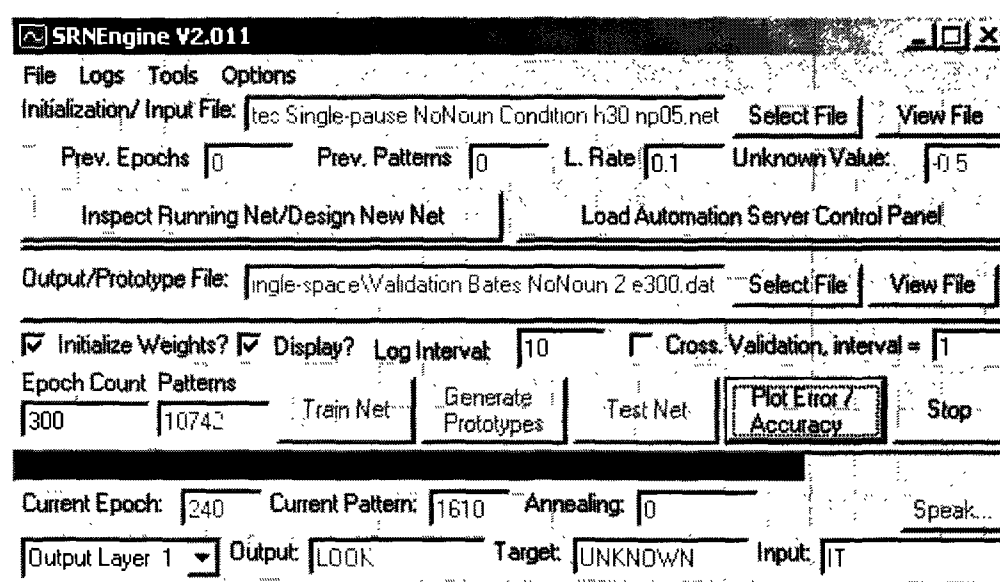 SRNEngine V2.011
File Logs Tools Options
Initialization/ Input File: tec Single-pause NoNoun Condition h30 np05.net Select File View File
Prev. Epochs 0 Prev. Patterns 0 L. Rate 0.1 Unknown Value: -0.5
Inspect Running Net/Design New Net Load Automation Server Control Panel
Output/Prototype File: ingle-space\Validation Bates NoNoun 2 e300.dat Select File View File
Initialize Weights? Display? Log Interval: 10 Cross. Validation, interval = 1
Epoch Count Patterns
300 10742 Train Net Generate Prototypes Test Net Plot Error / Accuracy Stop
Current Epoch: 240 Current Pattern: 1610 Annealing: 0 Speak...
Output Layer 1 Output: LOOK Target: UNKNOWN Input: IT